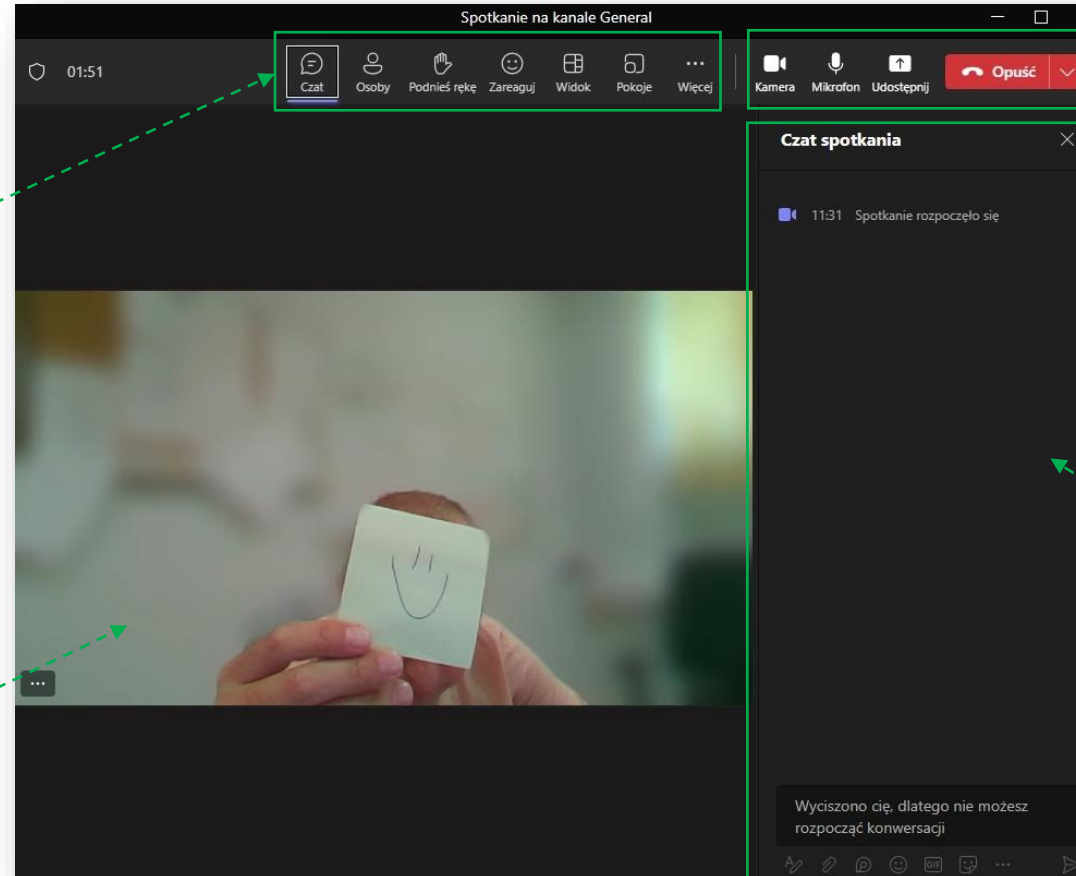 Spotkanie na kanale General
01:51
Czat Osoby Podnieś rękę Zareaguj Widok Pokoje Więcej Kamera Mikrofon Udostępnij Opuść
Czat spotkania
11:31 Spotkanie rozpoczęło się
Wyciszono cię, dlatego nie możesz
rozpocząć konwersacji
GIF